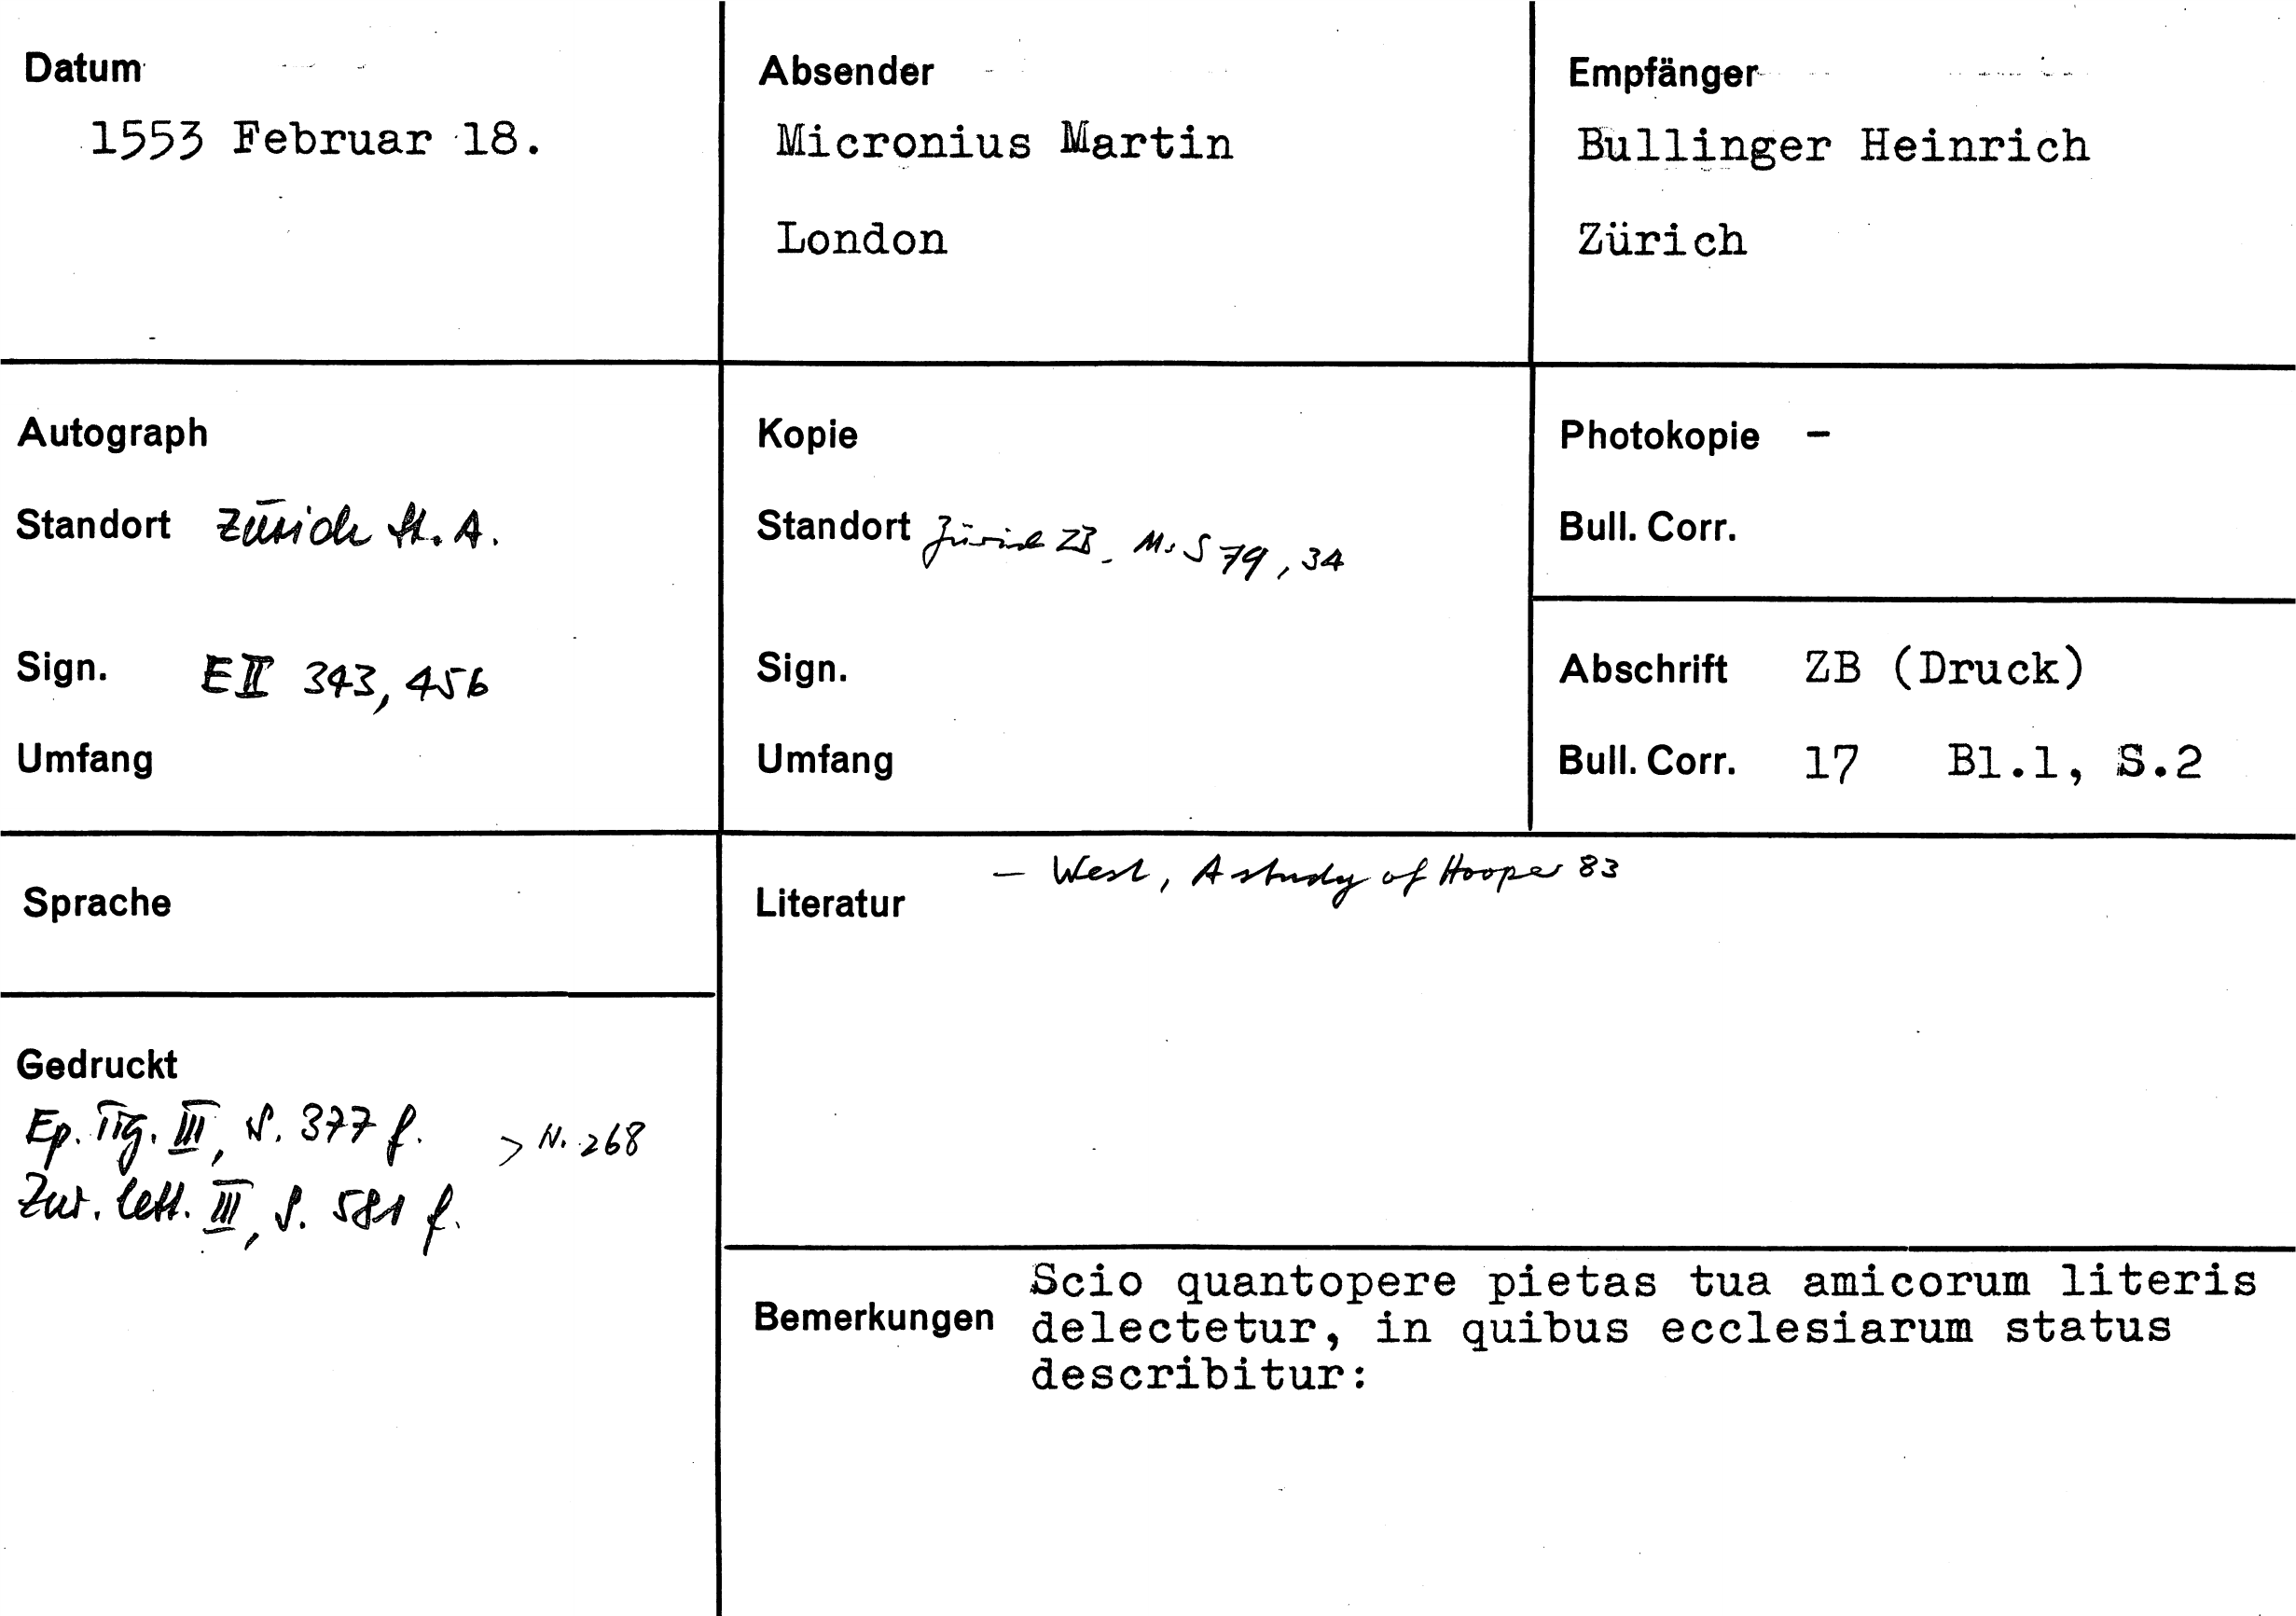 Datum
1553 Februar 18.
Absender
Micronius Martin
London
Empfänger
Bullinger Heinrich
Zürich
Autograph
Standort Zürich St. A.
Sign. E II 343, 456
Umfang
Kopie
Standort Zürich ZB. Ms S 79, 34
Sign.
Umfang
Photokopie –
Bull. Corr.
Abschrift ZB (Druck)
Bull. Corr. 17 Bl.1, S.2
Sprache
Gedruckt
Ep. Tig. III, S. 377 f. > N. 268
Zur. lett. III, S. 581 f.
Literatur – West, A study of Hooper 83
Bemerkungen Scio quantopere pietas tua amicorum literis
delectetur, in quibus ecclesiarum status
describitur: